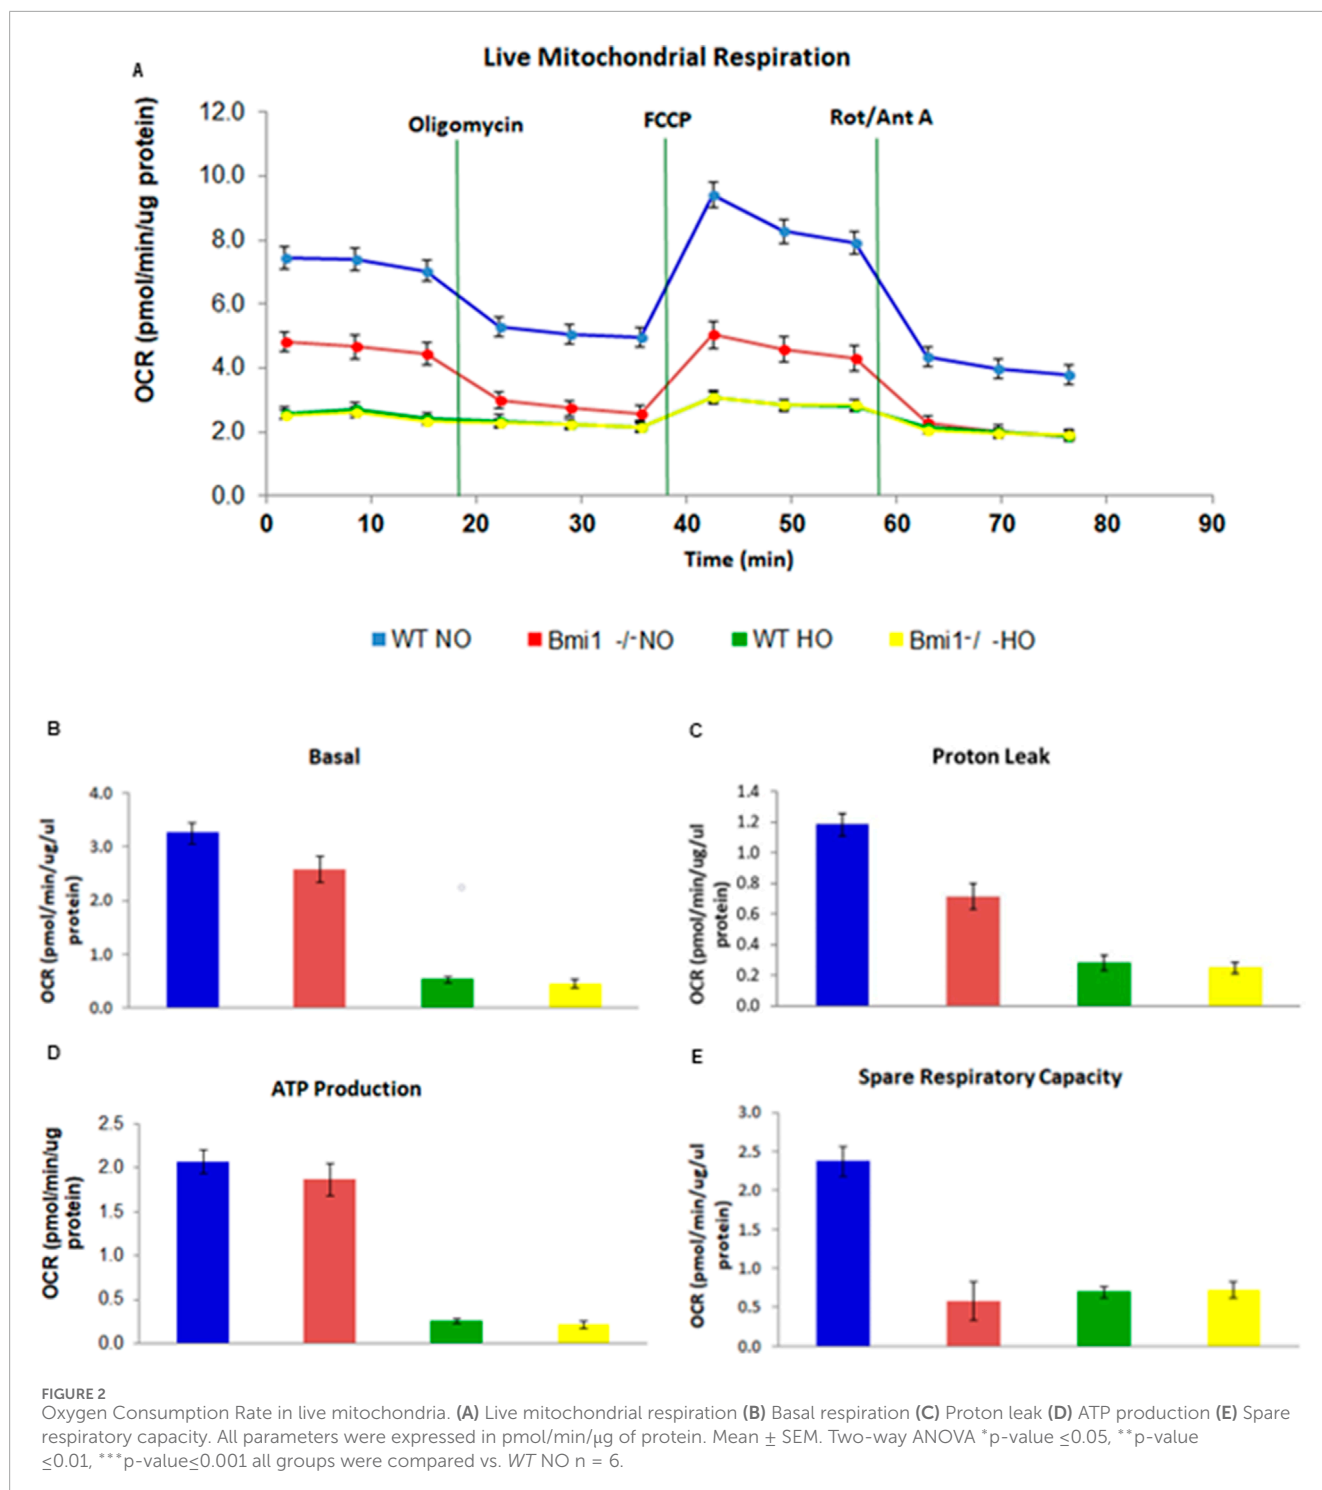 Live Mitochondrial Respiration
A
OCR (pmol/min/ug protein)
12.0
10.0
8.0
6.0
4.0
2.0
0.0
Oligomycin
FCCP
Rot/Ant A
0 10 20 30 40 50 60 70 80 90
Time (min)
WT NO Bmi1 -/-NO WT HO Bmi1-/ -HO
B
Basal
OCR (pmol/min/ug/ul
protein)
4.0
3.0
2.0
1.0
0.0
C
Proton Leak
OCR (pmol/min/ug/ul
protein)
1.4
1.2
1.0
0.8
0.6
0.4
0.2
0.0
D
ATP Production
OCR (pmol/min/ug
protein)
2.5
2.0
1.5
1.0
0.5
0.0
E
Spare Respiratory Capacity
OCR (pmol/min/ug/ul
protein)
3.0
2.5
2.0
1.5
1.0
0.5
0.0
FIGURE 2
Oxygen Consumption Rate in live mitochondria. (A) Live mitochondrial respiration (B) Basal respiration (C) Proton leak (D) ATP production (E) Spare
respiratory capacity. All parameters were expressed in pmol/min/μg of protein. Mean ± SEM. Two-way ANOVA *p-value ≤0.05, **p-value
≤0.01, ***p-value≤0.001 all groups were compared vs. WT NO n = 6.